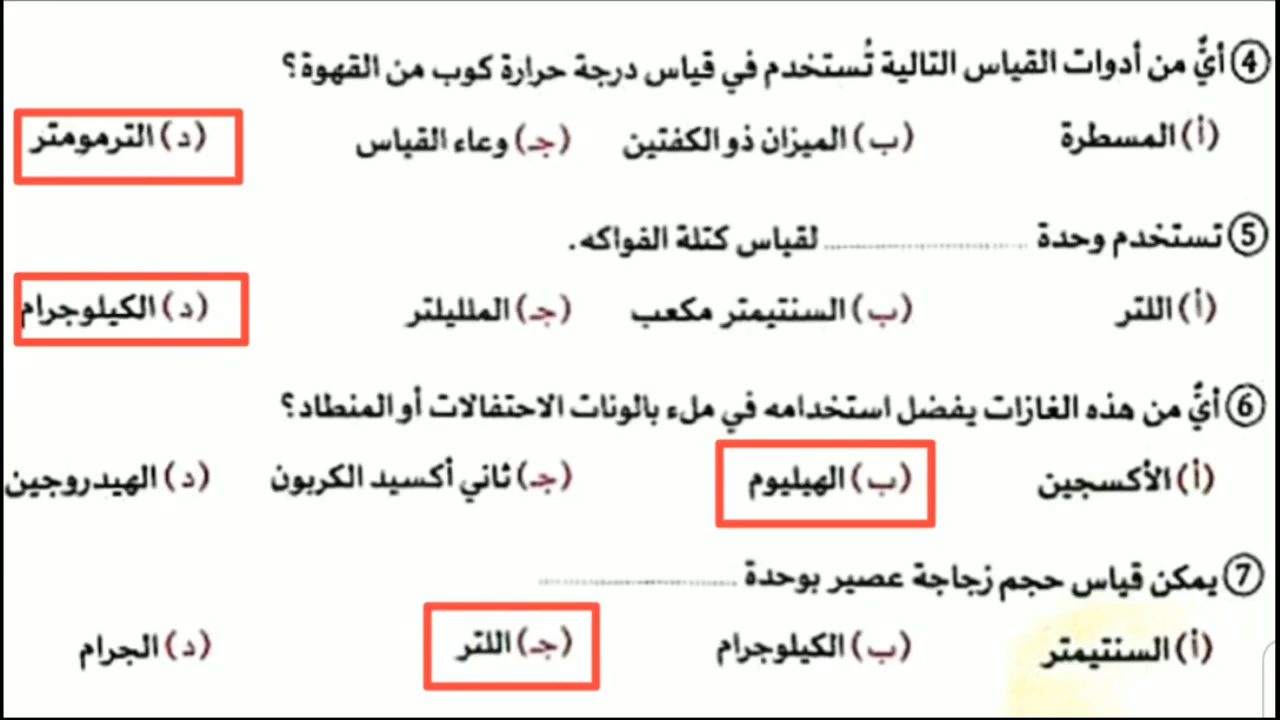 ④ أيٌّ من أدوات القياس التالية تُستخدم في قياس درجة حرارة كوب من القهوة؟
(أ) المسطرة (ب) الميزان ذو الكفتين (جـ) وعاء القياس (د) الترمومتر
⑤ تستخدم وحدة .................... لقياس كتلة الفواكه.
(أ) اللتر (ب) السنتيمتر مكعب (جـ) الملليلتر (د) الكيلوجرام
⑥ أيٌّ من هذه الغازات يفضل استخدامه في ملء بالونات الاحتفالات أو المنطاد؟
(أ) الأكسجين (ب) الهيليوم (جـ) ثاني أكسيد الكربون (د) الهيدروجين
⑦ يمكن قياس حجم زجاجة عصير بوحدة ....................
(أ) السنتيمتر (ب) الكيلوجرام (جـ) اللتر (د) الجرام